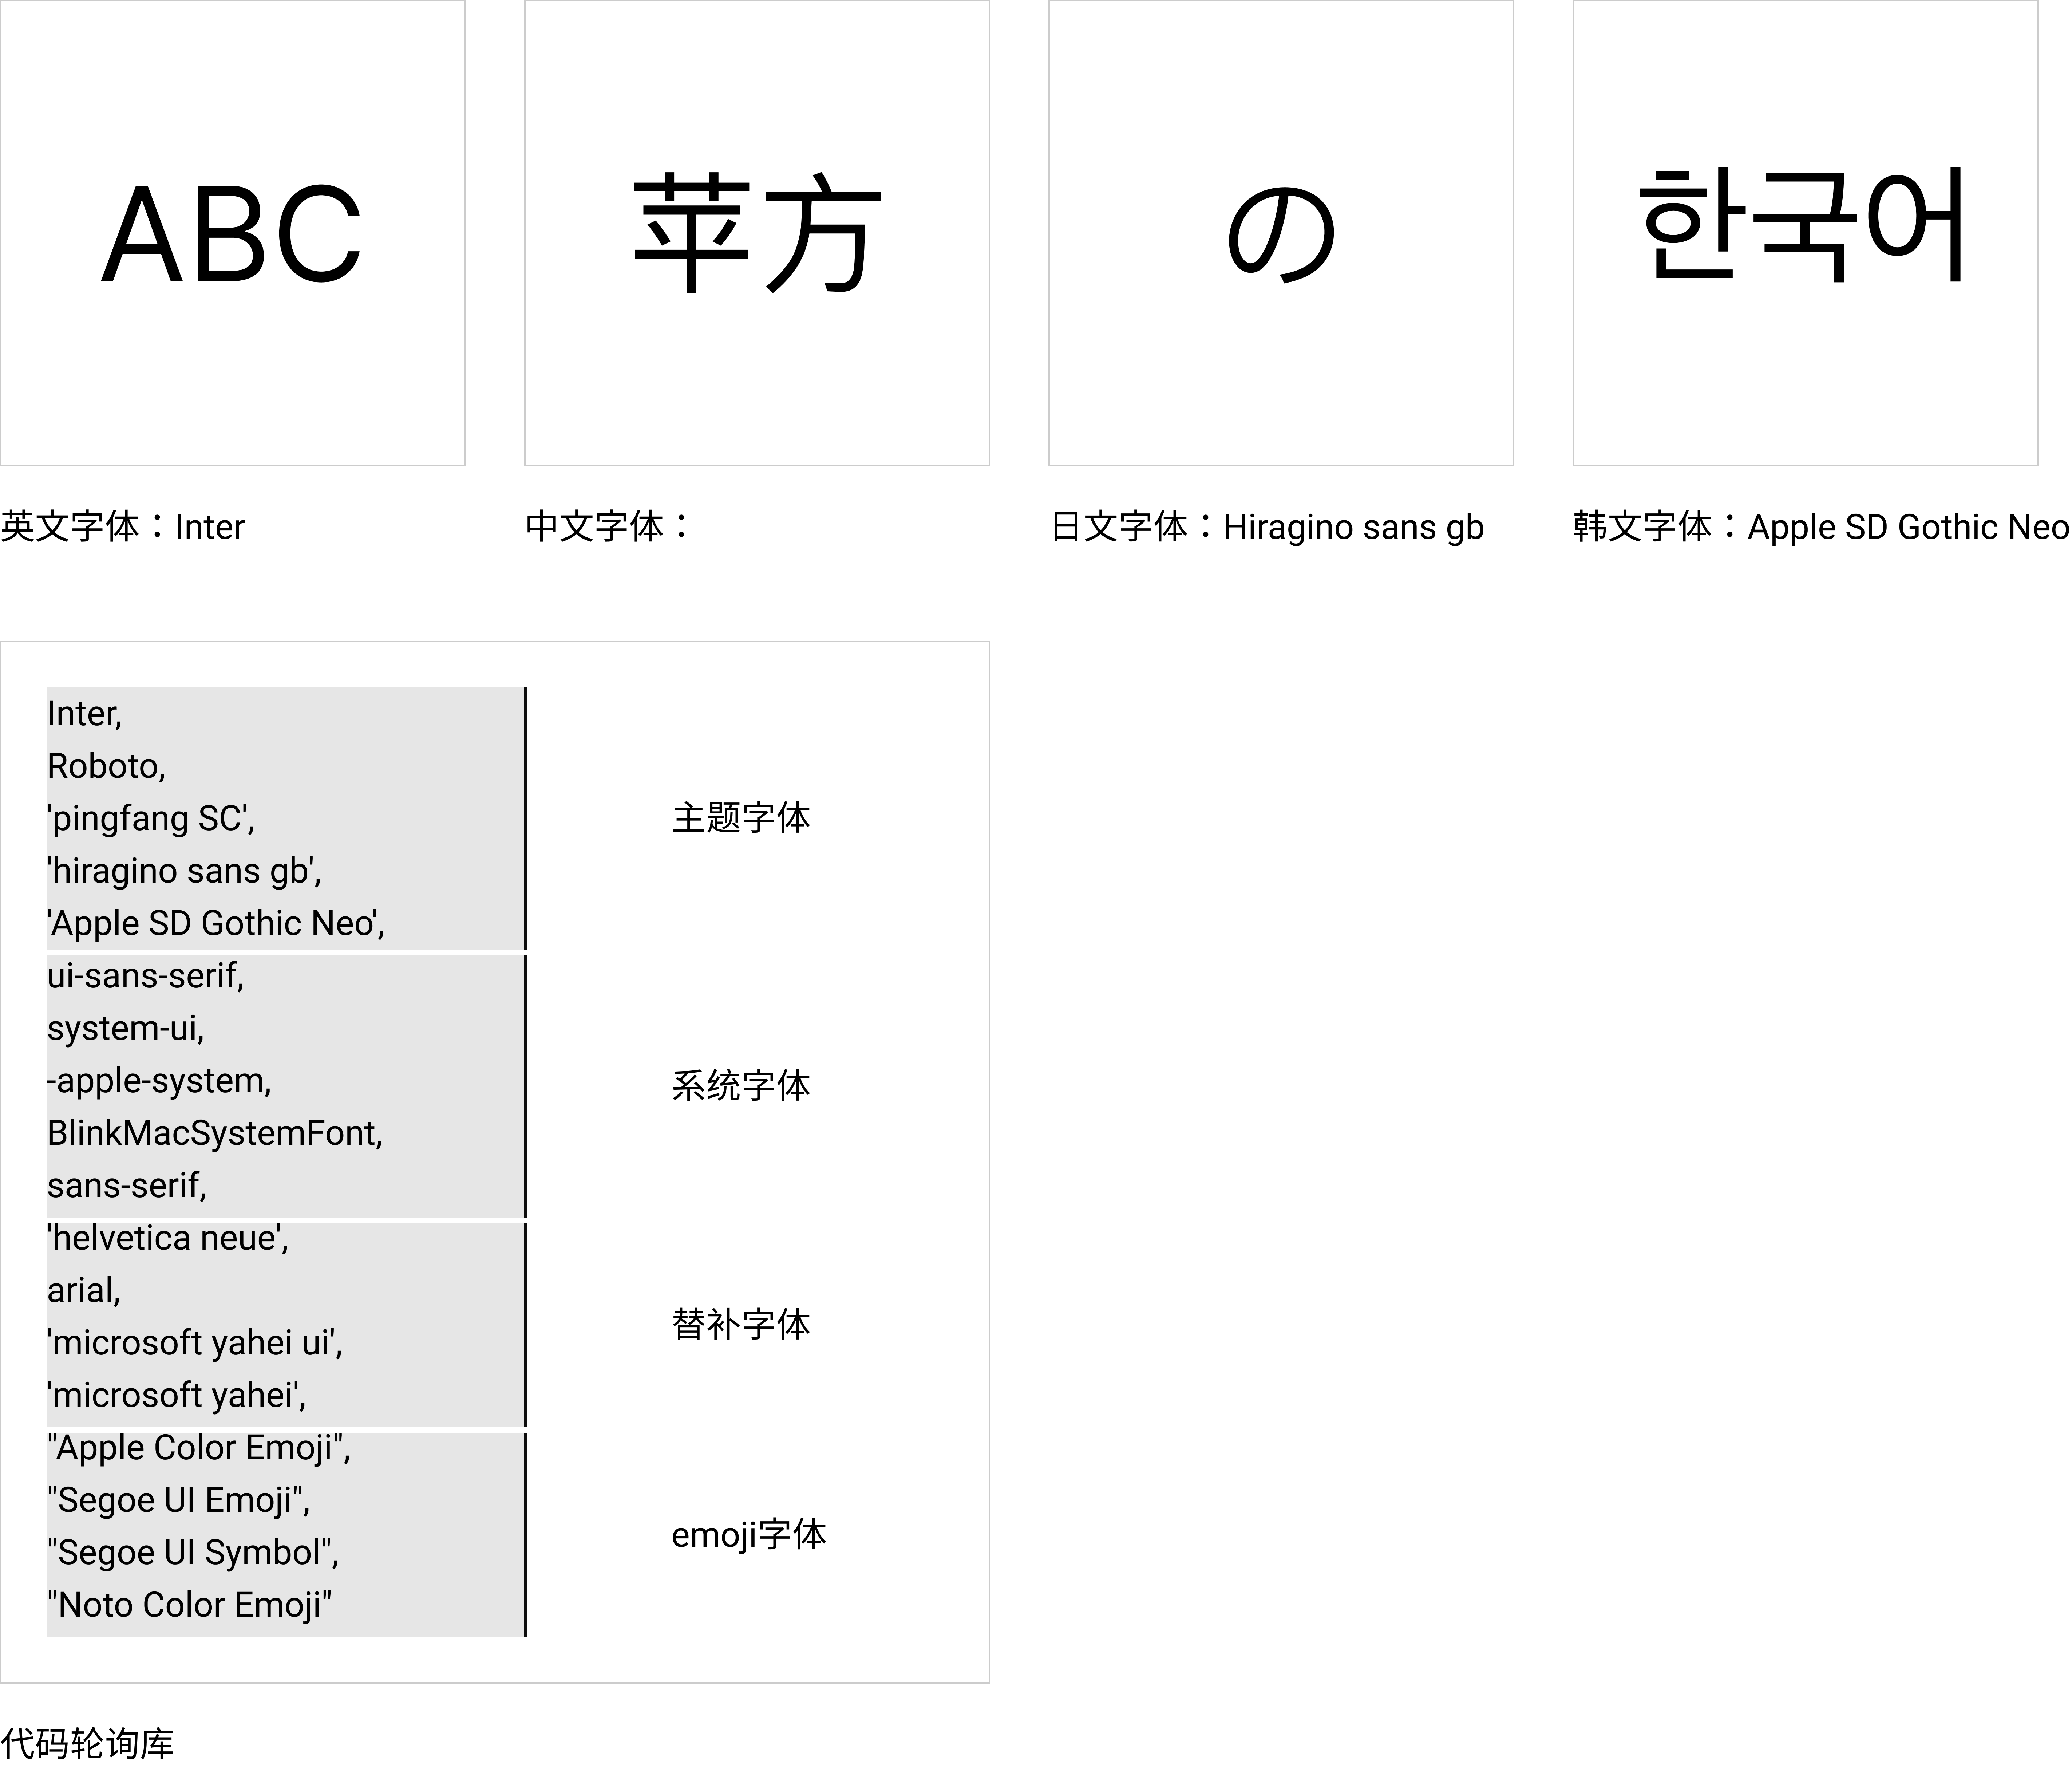 ABC
苹方
の
한국어
英文字体：Inter
中文字体：
日文字体：Hiragino sans gb
韩文字体：Apple SD Gothic Neo
Inter,
Roboto,
'pingfang SC',
'hiragino sans gb',
'Apple SD Gothic Neo',
主题字体
ui-sans-serif,
system-ui,
-apple-system,
BlinkMacSystemFont,
sans-serif,
系统字体
'helvetica neue',
arial,
'microsoft yahei ui',
'microsoft yahei',
替补字体
"Apple Color Emoji",
"Segoe UI Emoji",
"Segoe UI Symbol",
"Noto Color Emoji"
emoji字体
代码轮询库